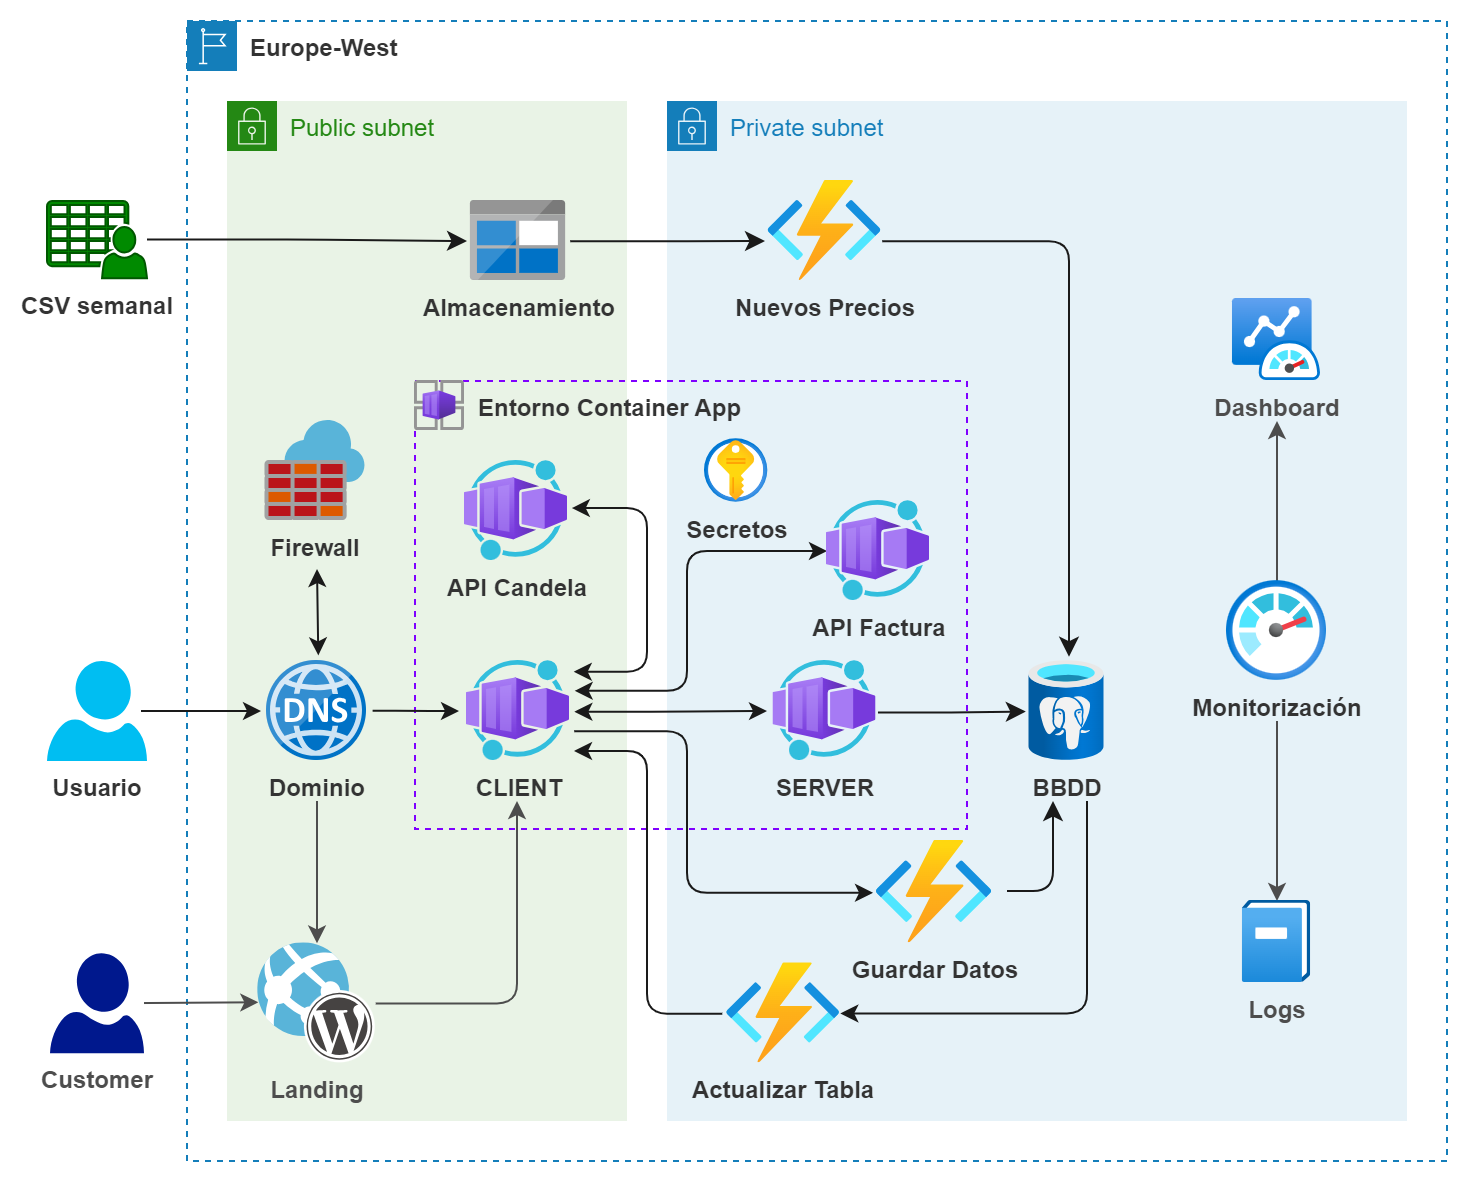 Europe-West
Public subnet
Private subnet
CSV semanal
Almacenamiento
Nuevos Precios
Entorno Container App
Dashboard
Secretos
Firewall
API Candela
API Factura
DNS
Monitorización
Usuario
Dominio
CLIENT
SERVER
BBDD
Guardar Datos
Logs
W
Customer
Landing
Actualizar Tabla